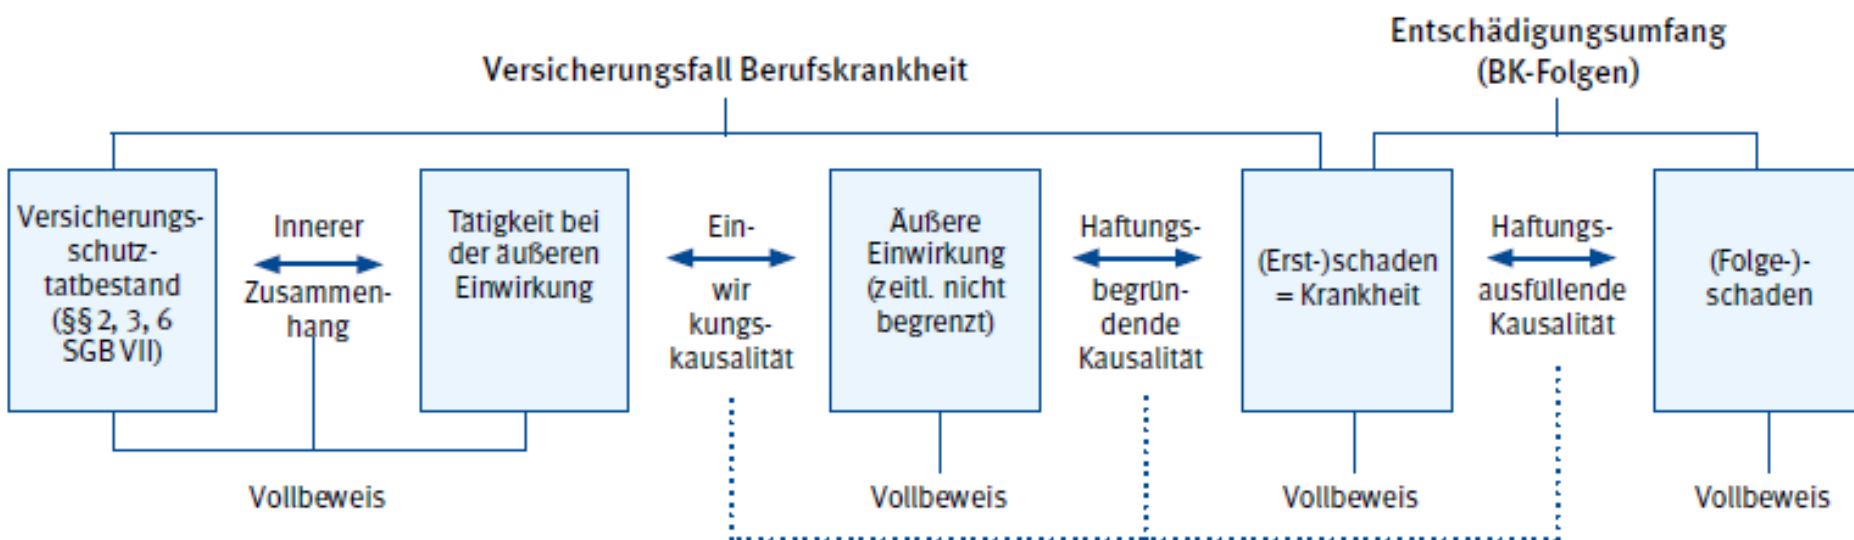 Versicherungsfall Berufskrankheit
Entschädigungsumfang
(BK-Folgen)
Versicherungs-
schutz-
tatbestand
(§§ 2, 3, 6
SGB VII)
Innerer
Zusammen-
hang
Tätigkeit bei
der äußeren
Einwirkung
Ein-
wir
kungs-
kausalität
Äußere
Einwirkung
(zeitl. nicht
begrenzt)
Haftungs-
begrün-
dende
Kausalität
(Erst-)schaden
= Krankheit
Haftungs-
ausfüllende
Kausalität
(Folge-)-
schaden
Vollbeweis
Vollbeweis
Vollbeweis
Vollbeweis